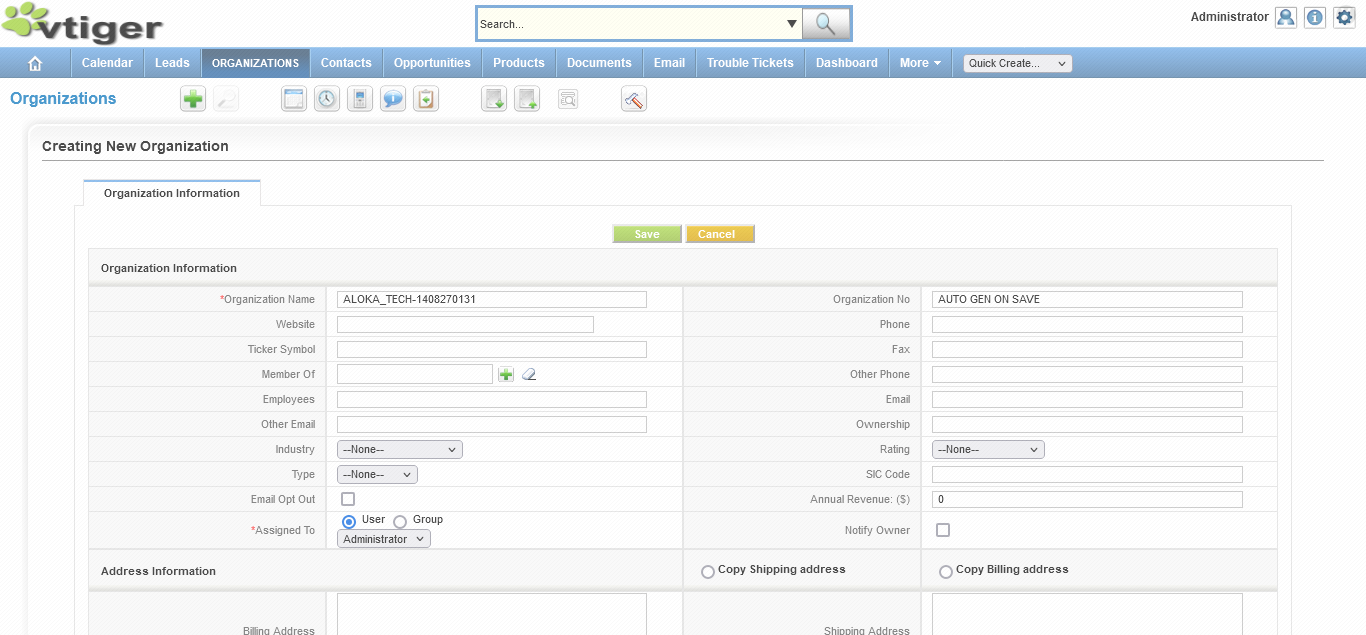 vtiger
Search...
Administrator
Calendar Leads ORGANIZATIONS Contacts Opportunities Products Documents Email Trouble Tickets Dashboard More Quick Create...
Organizations
Creating New Organization
Organization Information
Save Cancel
Organization Information
*Organization Name ALOKA_TECH-1408270131 Organization No AUTO GEN ON SAVE
Website Phone
Ticker Symbol Fax
Member Of Other Phone
Employees Email
Other Email Ownership
Industry --None-- Rating --None--
Type --None-- SIC Code
Email Opt Out Annual Revenue: ($) 0
*Assigned To User Group Administrator Notify Owner
Address Information Copy Shipping address Copy Billing address
Billing Address Shipping Address